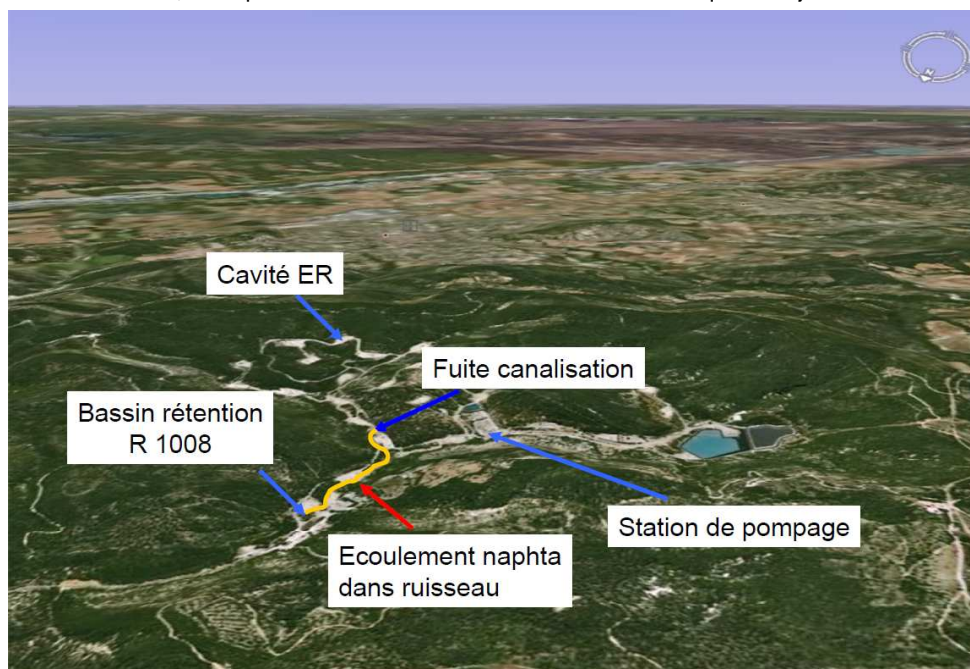 Cavité ER
Fuite canalisation
Bassin rétention
R 1008
Station de pompage
Ecoulement naphta
dans ruisseau